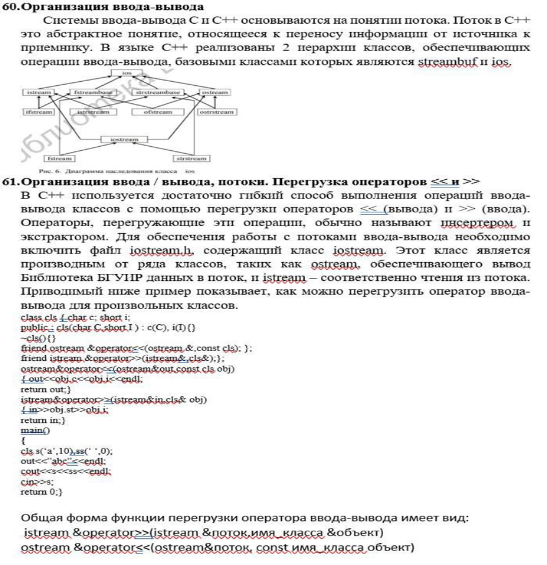 60.Организация ввода-вывода
Системы ввода-вывода С и С++ основываются на понятии потока. Поток в С++
это абстрактное понятие, относящееся к переносу информации от источника к
приемнику. В языке С++ реализованы 2 иерархии классов, обеспечивающих
операции ввода-вывода, базовыми классами которых являются streambuf и ios.
ios
istream fstreambase strstreambase ostream
ifstream istrstream ofstream ostrstream
iostream
fstream strstream
Рис. 6. Диаграмма наследования класса ios
61.Организация ввода / вывода, потоки. Перегрузка операторов << и >>
В С++ используется достаточно гибкий способ выполнения операций ввода-
вывода классов с помощью перегрузки операторов << (вывода) и >> (ввода).
Операторы, перегружающие эти операции, обычно называют инсертером и
экстрактором. Для обеспечения работы с потоками ввода-вывода необходимо
включить файл iostream.h, содержащий класс iostream. Этот класс является
производным от ряда классов, таких как ostream, обеспечивающего вывод
Библиотека БГУИР данных в поток, и istream – соответственно чтения из потока.
Приводимый ниже пример показывает, как можно перегрузить оператор ввода-
вывода для произвольных классов.
class cls { char c; short i;
public : cls(char C,short I ) : c(C), i(I){}
~cls(){}
friend ostream &operator<<(ostream &,const cls); };
friend istream &operator>>(istream&,cls&);};
ostream&operator<<(ostream&out,const cls obj)
{ out<<obj.c<<obj.i<<endl;
return out;}
istream&operator>>(istream&in,cls& obj)
{ in>>obj.st>>obj.i;
return in;}
main()
{
cls s('a',10),ss(' ',0);
out<<"abc"<<endl;
cout<<s<<ss<<endl;
cin>>s;
return 0;}
Общая форма функции перегрузки оператора ввода-вывода имеет вид:
istream &operator>>(istream &поток,имя_класса &объект)
ostream &operator<<(ostream&поток, const имя_класса объект)